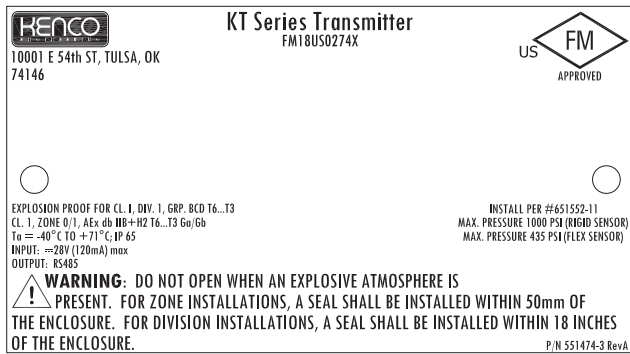 KENCO
KT Series Transmitter
FM18US0274X
US
FM
APPROVED
10001 E 54th ST, TULSA, OK
74146
EXPLOSION PROOF FOR CL. I, DIV. 1, GRP. BCD T6...T3
CL. 1, ZONE 0/1, AEx db IIB+H2 T6...T3 Ga/Gb
Ta = -40°C TO +71°C; IP 65
INPUT: ⎓28V (120mA) max
OUTPUT: RS485
INSTALL PER #651552-11
MAX. PRESSURE 1000 PSI (RIGID SENSOR)
MAX. PRESSURE 435 PSI (FLEX SENSOR)
! WARNING: DO NOT OPEN WHEN AN EXPLOSIVE ATMOSPHERE IS
PRESENT. FOR ZONE INSTALLATIONS, A SEAL SHALL BE INSTALLED WITHIN 50mm OF
THE ENCLOSURE. FOR DIVISION INSTALLATIONS, A SEAL SHALL BE INSTALLED WITHIN 18 INCHES
OF THE ENCLOSURE.
P/N 551474-3 RevA